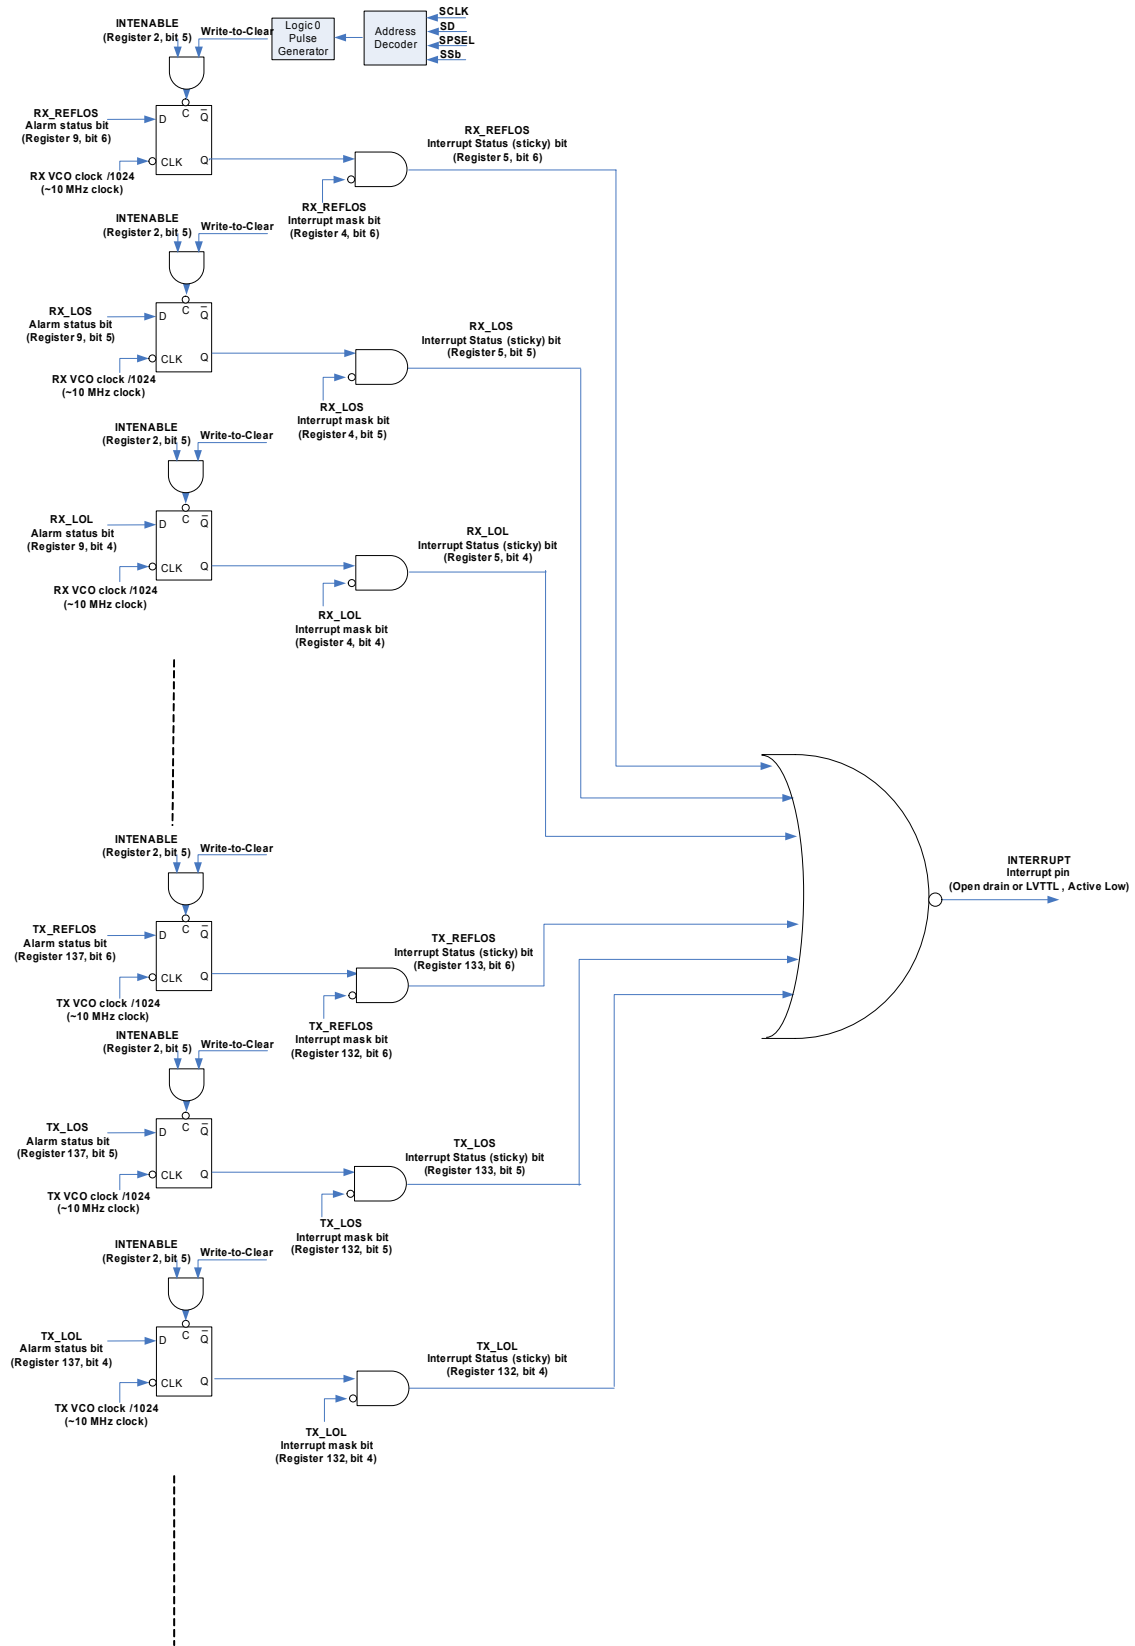 INTENABLE
(Register 2, bit 5)
Write-to-Clear
Logic 0
Pulse
Generator
Address
Decoder
SCLK
SD
SPSEL
SSb
RX_REFLOS
Alarm status bit
(Register 9, bit 6)
D
C
Q
CLK
Q
RX VCO clock /1024
(~10 MHz clock)
RX_REFLOS
Interrupt Status (sticky) bit
(Register 5, bit 6)
RX_REFLOS
Interrupt mask bit
(Register 4, bit 6)
INTENABLE
(Register 2, bit 5)
Write-to-Clear
RX_LOS
Alarm status bit
(Register 9, bit 5)
D
C
Q
CLK
Q
RX VCO clock /1024
(~10 MHz clock)
RX_LOS
Interrupt Status (sticky) bit
(Register 5, bit 5)
RX_LOS
Interrupt mask bit
(Register 4, bit 5)
INTENABLE
(Register 2, bit 5)
Write-to-Clear
RX_LOL
Alarm status bit
(Register 9, bit 4)
D
C
Q
CLK
Q
RX VCO clock /1024
(~10 MHz clock)
RX_LOL
Interrupt Status (sticky) bit
(Register 5, bit 4)
RX_LOL
Interrupt mask bit
(Register 4, bit 4)
INTENABLE
(Register 2, bit 5)
Write-to-Clear
TX_REFLOS
Alarm status bit
(Register 137, bit 6)
D
C
Q
CLK
Q
TX VCO clock /1024
(~10 MHz clock)
TX_REFLOS
Interrupt Status (sticky) bit
(Register 133, bit 6)
TX_REFLOS
Interrupt mask bit
(Register 132, bit 6)
INTERRUPT
Interrupt pin
(Open drain or LVTTL , Active Low)
INTENABLE
(Register 2, bit 5)
Write-to-Clear
TX_LOS
Alarm status bit
(Register 137, bit 5)
D
C
Q
CLK
Q
TX VCO clock /1024
(~10 MHz clock)
TX_LOS
Interrupt Status (sticky) bit
(Register 133, bit 5)
TX_LOS
Interrupt mask bit
(Register 132, bit 5)
INTENABLE
(Register 2, bit 5)
Write-to-Clear
TX_LOL
Alarm status bit
(Register 137, bit 4)
D
C
Q
CLK
Q
TX VCO clock /1024
(~10 MHz clock)
TX_LOL
Interrupt Status (sticky) bit
(Register 132, bit 4)
TX_LOL
Interrupt mask bit
(Register 132, bit 4)